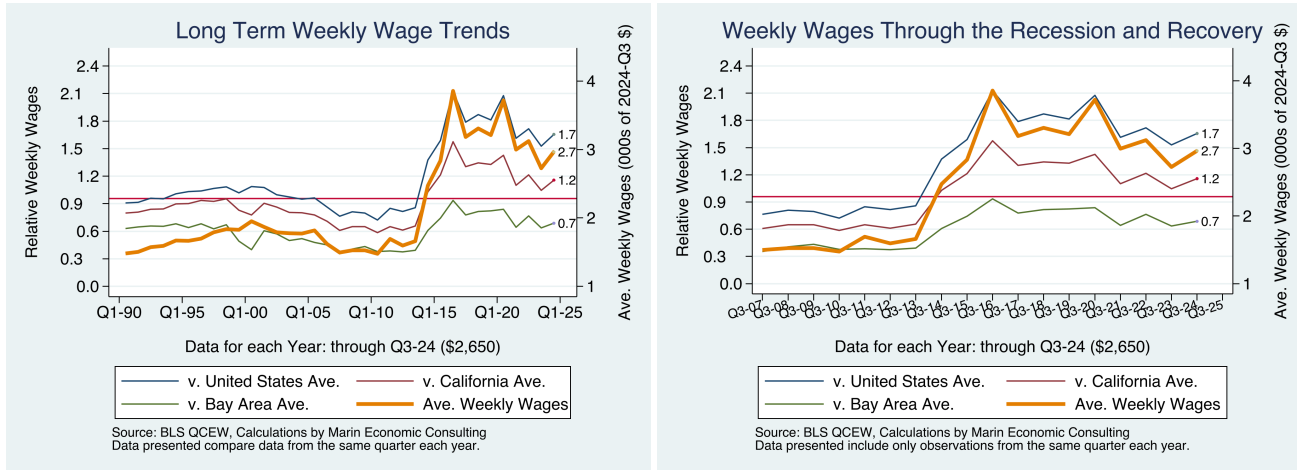 Long Term Weekly Wage Trends
Relative Weekly Wages
2.4
2.1
1.8
1.5
1.2
0.9
0.6
0.3
0.0
4
3
2
1
Ave. Weekly Wages (000s of 2024-Q3 $)
1.7
2.7
1.2
0.7
Q1-90 Q1-95 Q1-00 Q1-05 Q1-10 Q1-15 Q1-20 Q1-25
Data for each Year: through Q3-24 ($2,650)
v. United States Ave. v. California Ave.
v. Bay Area Ave. Ave. Weekly Wages
Source: BLS QCEW, Calculations by Marin Economic Consulting
Data presented compare data from the same quarter each year.
Weekly Wages Through the Recession and Recovery
Relative Weekly Wages
2.4
2.1
1.8
1.5
1.2
0.9
0.6
0.3
0.0
4
3
2
1
Ave. Weekly Wages (000s of 2024-Q3 $)
1.7
2.7
1.2
0.7
Q3-07 Q3-08 Q3-09 Q3-10 Q3-11 Q3-12 Q3-13 Q3-14 Q3-15 Q3-16 Q3-17 Q3-18 Q3-19 Q3-20 Q3-21 Q3-22 Q3-23 Q3-24 Q3-25
Data for each Year: through Q3-24 ($2,650)
v. United States Ave. v. California Ave.
v. Bay Area Ave. Ave. Weekly Wages
Source: BLS QCEW, Calculations by Marin Economic Consulting
Data presented include only observations from the same quarter each year.